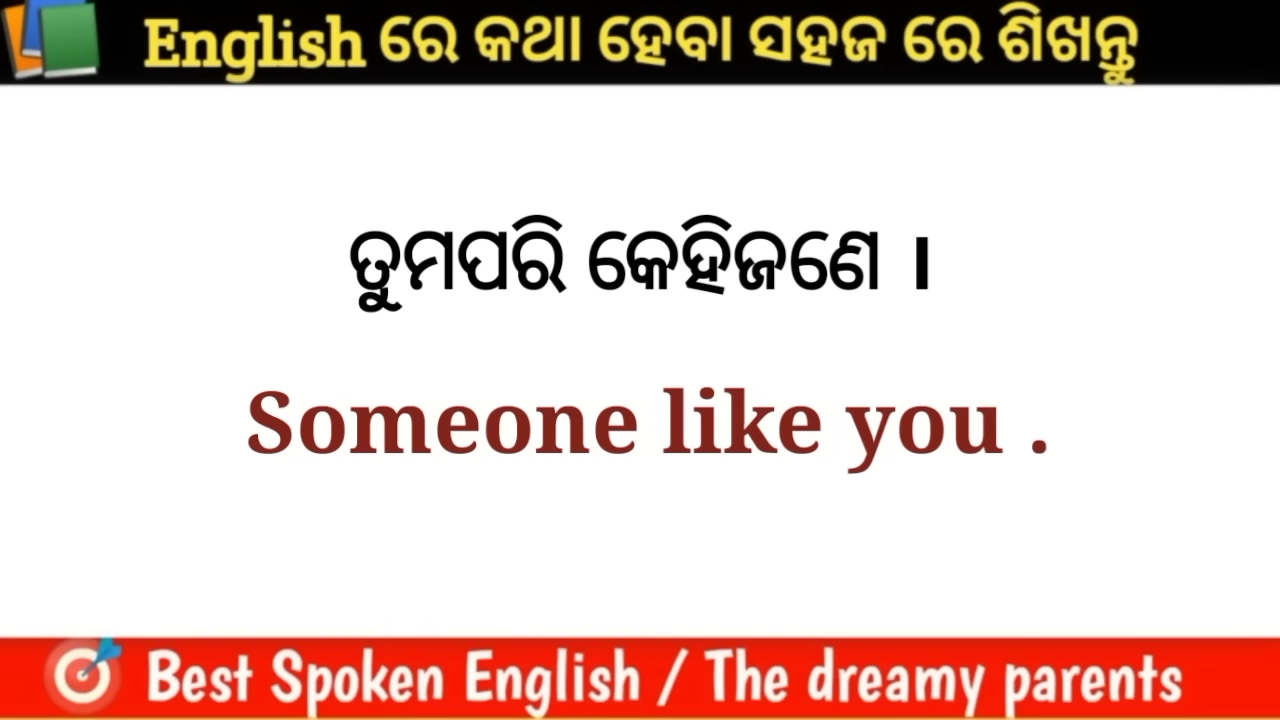 English ରେ କଥା ହେବା ସହଜ ରେ ଶିଖନ୍ତୁ
ତୁମପରି କେହିଜଣେ ।
Someone like you .
Best Spoken English / The dreamy parents